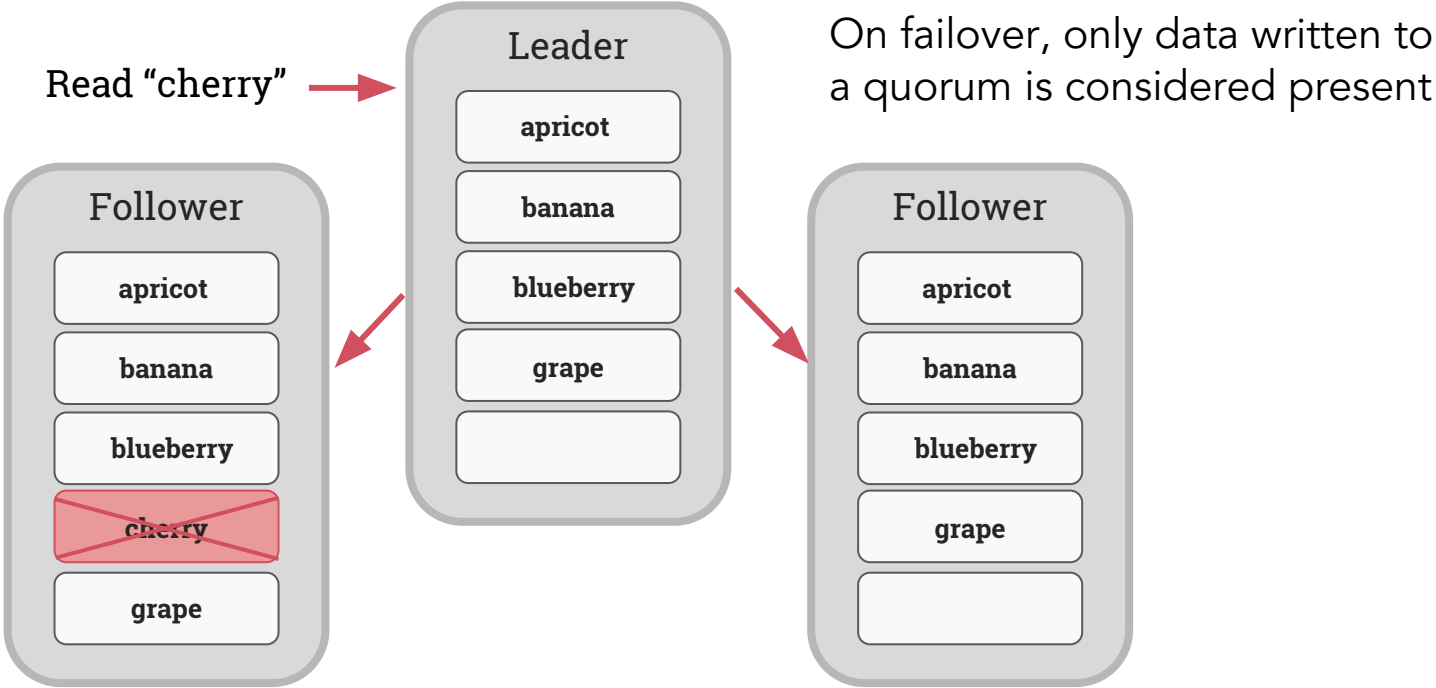 On failover, only data written to
a quorum is considered present
Read “cherry”
Leader
apricot
banana
blueberry
grape
Follower
apricot
banana
blueberry
cherry
grape
Follower
apricot
banana
blueberry
grape